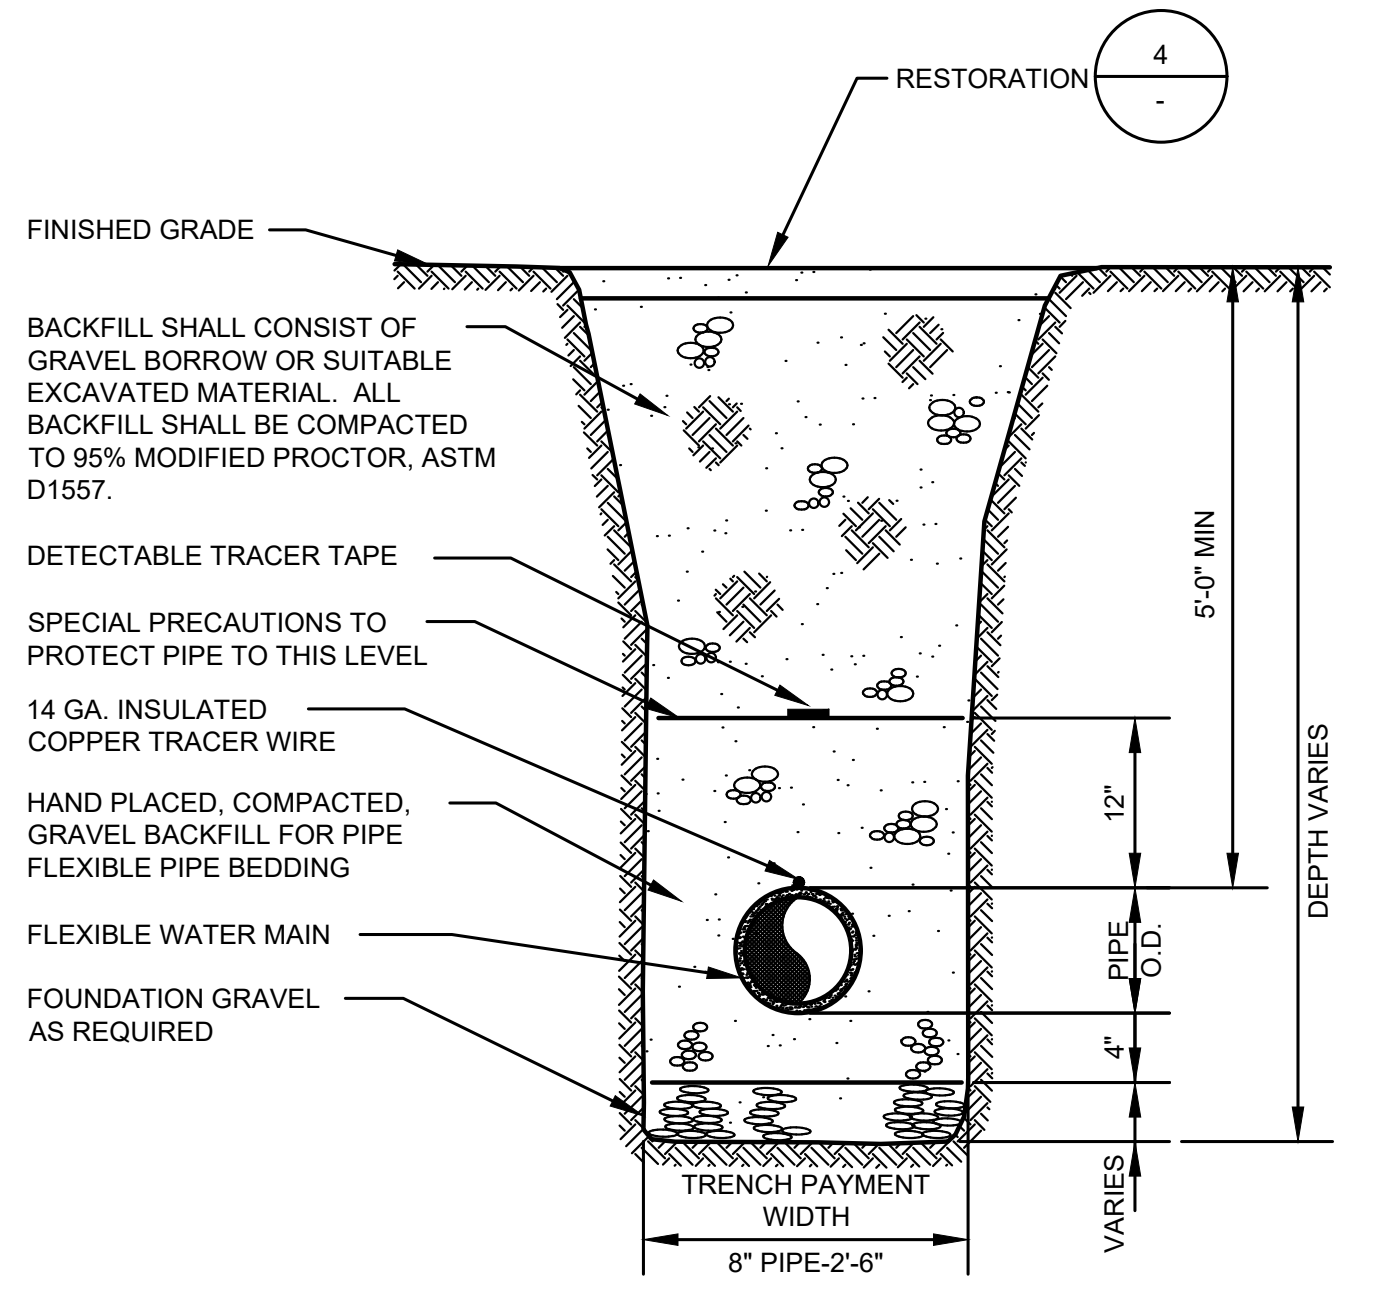 4
RESTORATION
-
FINISHED GRADE
BACKFILL SHALL CONSIST OF
GRAVEL BORROW OR SUITABLE
EXCAVATED MATERIAL.  ALL
BACKFILL SHALL BE COMPACTED
TO 95% MODIFIED PROCTOR, ASTM
D1557.
DETECTABLE TRACER TAPE
SPECIAL PRECAUTIONS TO
PROTECT PIPE TO THIS LEVEL
14 GA. INSULATED
COPPER TRACER WIRE
HAND PLACED, COMPACTED,
GRAVEL BACKFILL FOR PIPE
FLEXIBLE PIPE BEDDING
FLEXIBLE WATER MAIN
FOUNDATION GRAVEL
AS REQUIRED
5'-0" MIN
12"
PIPE
O.D.
4"
VARIES
DEPTH VARIES
TRENCH PAYMENT
WIDTH
8" PIPE-2'-6"